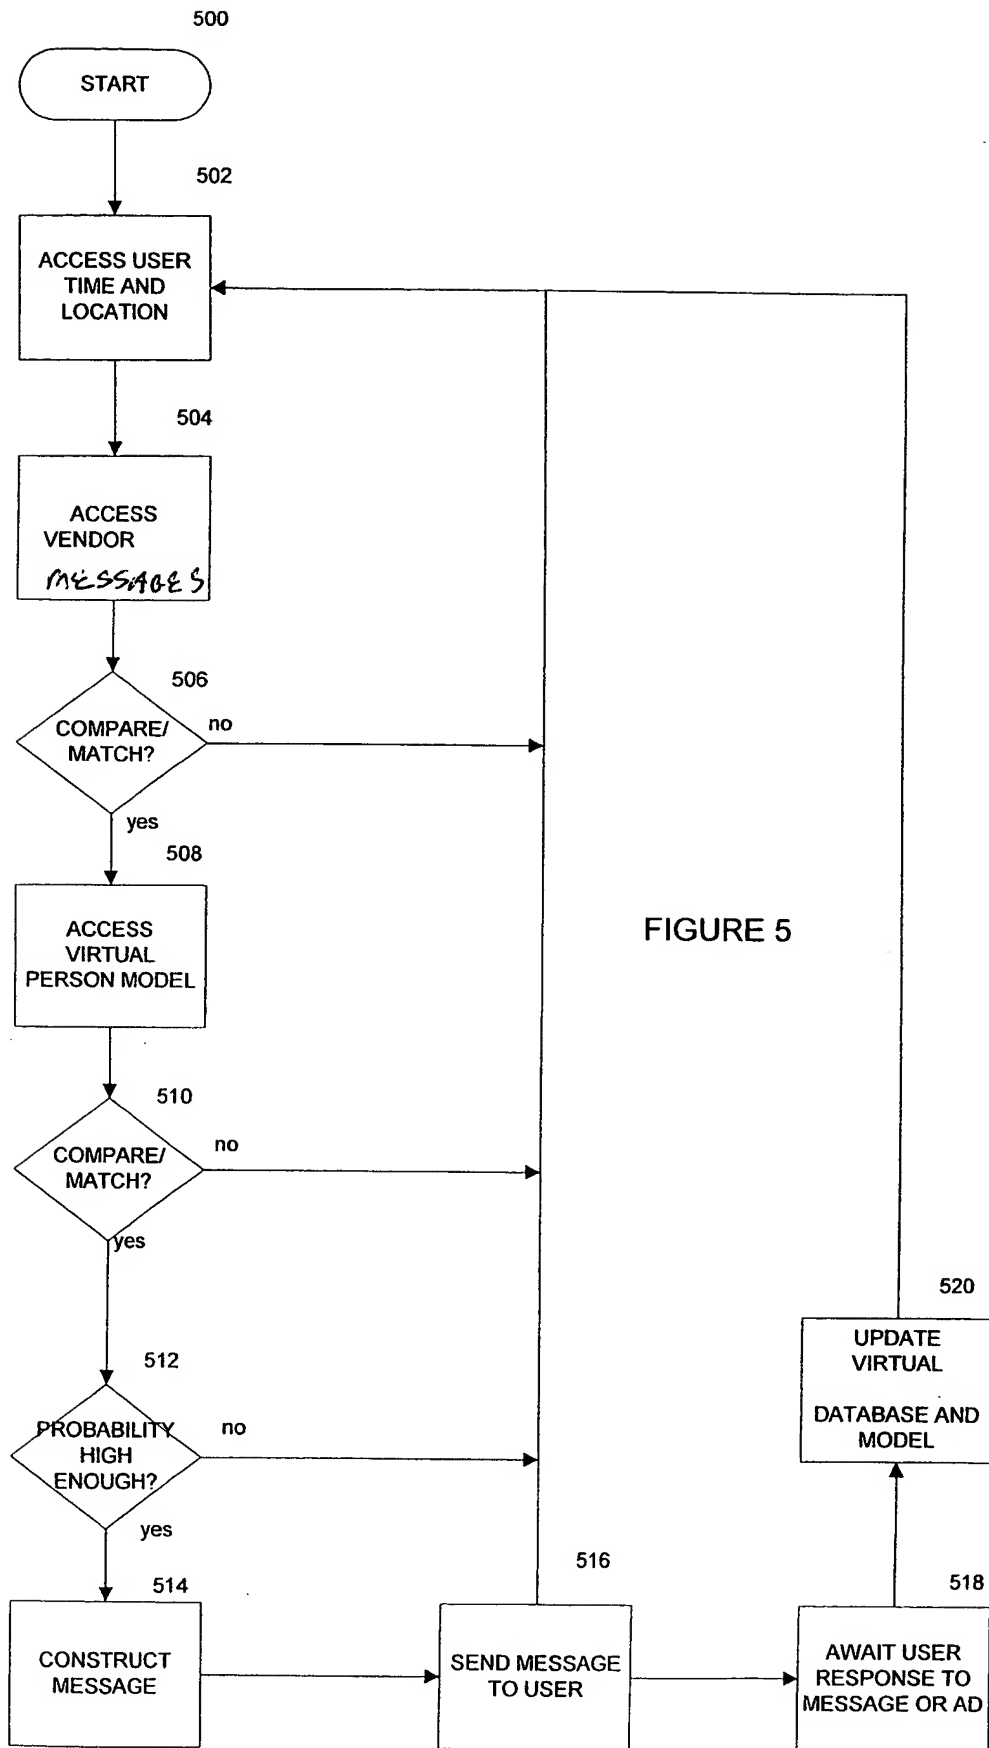 500
START
502
ACCESS USER
TIME AND
LOCATION
504
ACCESS
VENDOR
MESSAGES
506
COMPARE/
MATCH?
no
yes
508
ACCESS
VIRTUAL
PERSON MODEL
FIGURE 5
510
COMPARE/
MATCH?
no
yes
512
PROBABILITY
HIGH
ENOUGH?
no
yes
514
CONSTRUCT
MESSAGE
516
SEND MESSAGE
TO USER
518
AWAIT USER
RESPONSE TO
MESSAGE OR AD
520
UPDATE
VIRTUAL
DATABASE AND
MODEL